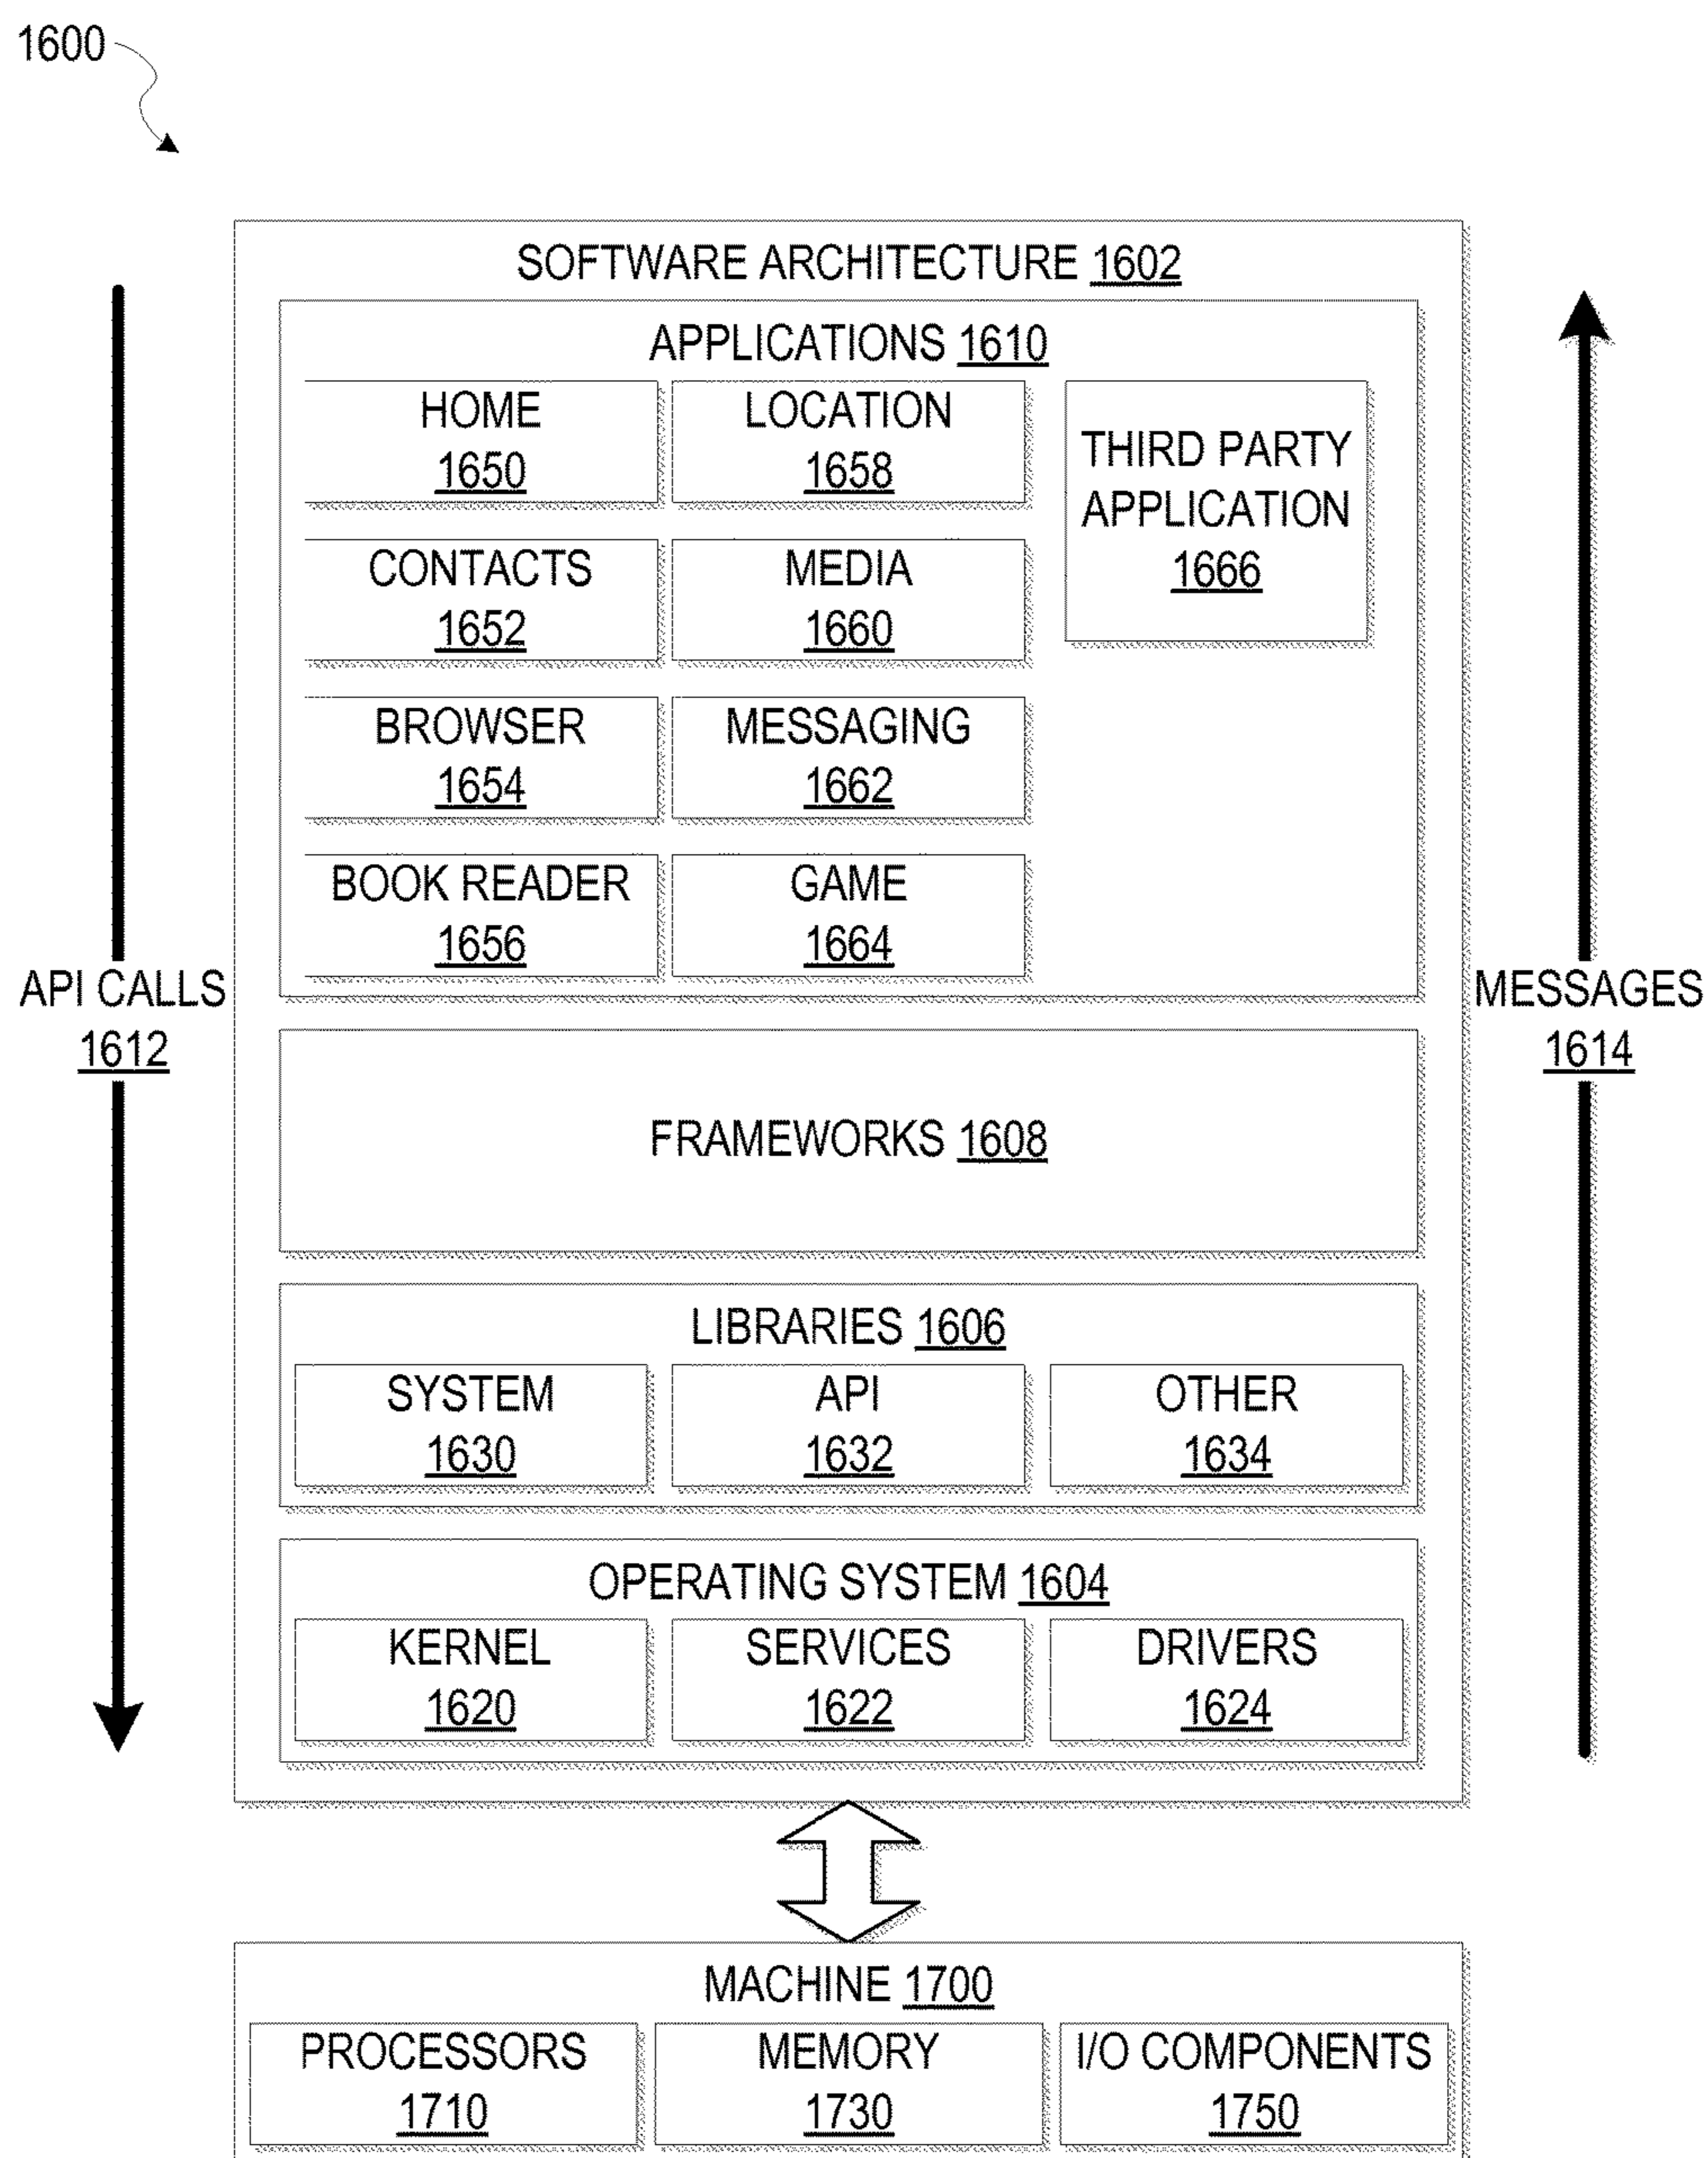 1600
SOFTWARE ARCHITECTURE 1602
APPLICATIONS 1610
HOME
1650
LOCATION
1658
THIRD PARTY
APPLICATION
1666
CONTACTS
1652
MEDIA
1660
BROWSER
1654
MESSAGING
1662
BOOK READER
1656
GAME
1664
API CALLS
1612
MESSAGES
1614
FRAMEWORKS 1608
LIBRARIES 1606
SYSTEM
1630
API
1632
OTHER
1634
OPERATING SYSTEM 1604
KERNEL
1620
SERVICES
1622
DRIVERS
1624
MACHINE 1700
PROCESSORS
1710
MEMORY
1730
I/O COMPONENTS
1750